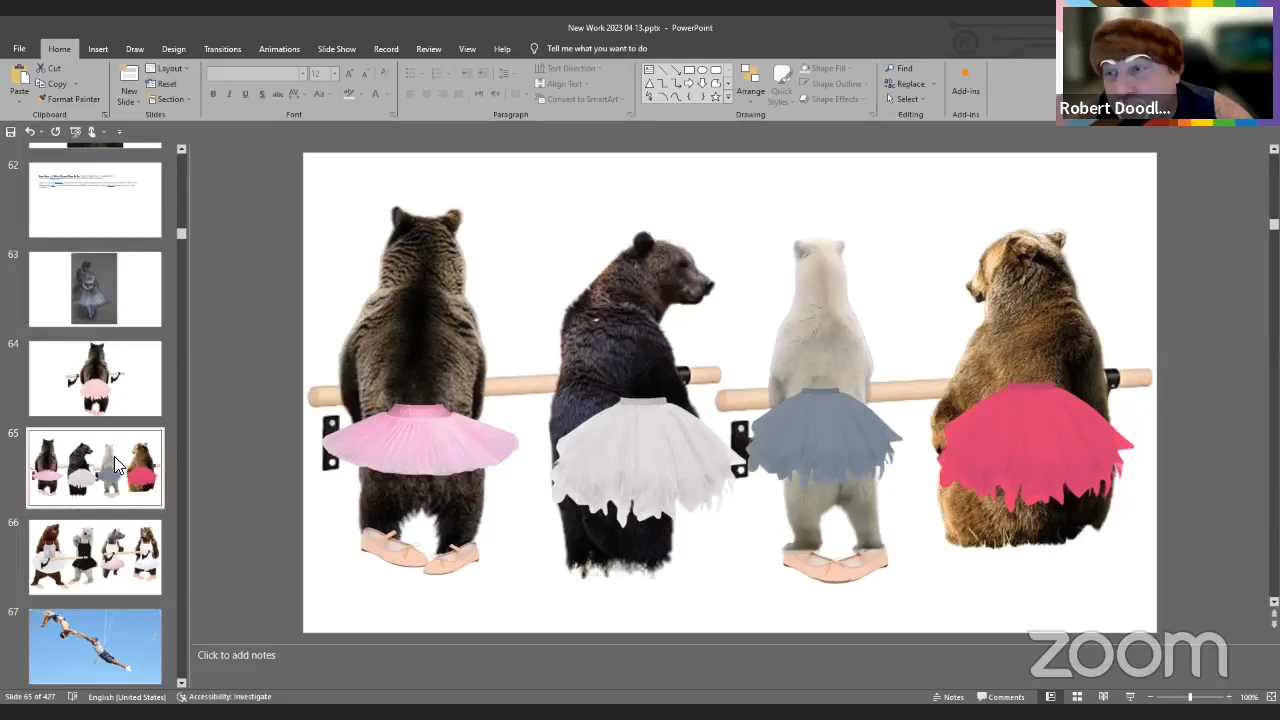 New Work 2023 04 13.pptx - PowerPoint
File Home Insert Draw Design Transitions Animations Slide Show Record Review View Help Tell me what you want to do
Paste
Cut
Copy
Format Painter
Clipboard
New Slide
Layout
Reset
Section
Slides
12
B I U S abc AV Aa
Font
Text Direction
Align Text
Convert to SmartArt
Paragraph
Arrange
Quick Styles
Shape Fill
Shape Outline
Shape Effects
Drawing
Find
Replace
Select
Editing
Add-ins
Add-ins
Robert Doodl...
62
63
64
65
66
67
Click to add notes
zoom
Slide 65 of 427 English (United States) Accessibility: Investigate Notes Comments 100%